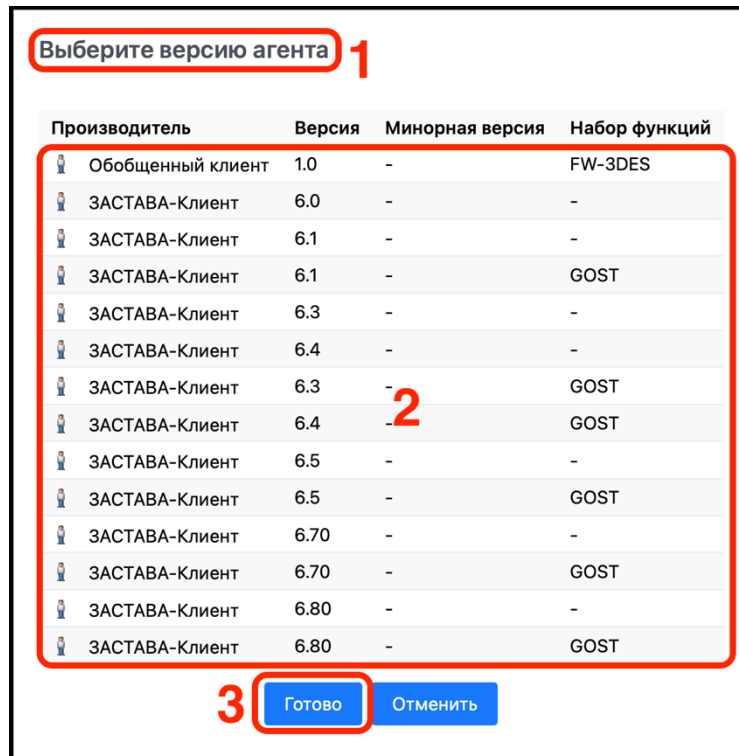 Выберите версию агента 1
Производитель Версия Минорная версия Набор функций
Обобщенный клиент 1.0 - FW-3DES
ЗАСТАВА-Клиент 6.0 - -
ЗАСТАВА-Клиент 6.1 - -
ЗАСТАВА-Клиент 6.1 - GOST
ЗАСТАВА-Клиент 6.3 - -
ЗАСТАВА-Клиент 6.4 - -
ЗАСТАВА-Клиент 6.3 - GOST
2
ЗАСТАВА-Клиент 6.4 - GOST
ЗАСТАВА-Клиент 6.5 - -
ЗАСТАВА-Клиент 6.5 - GOST
ЗАСТАВА-Клиент 6.70 - -
ЗАСТАВА-Клиент 6.70 - GOST
ЗАСТАВА-Клиент 6.80 - -
ЗАСТАВА-Клиент 6.80 - GOST
3 Готово Отменить